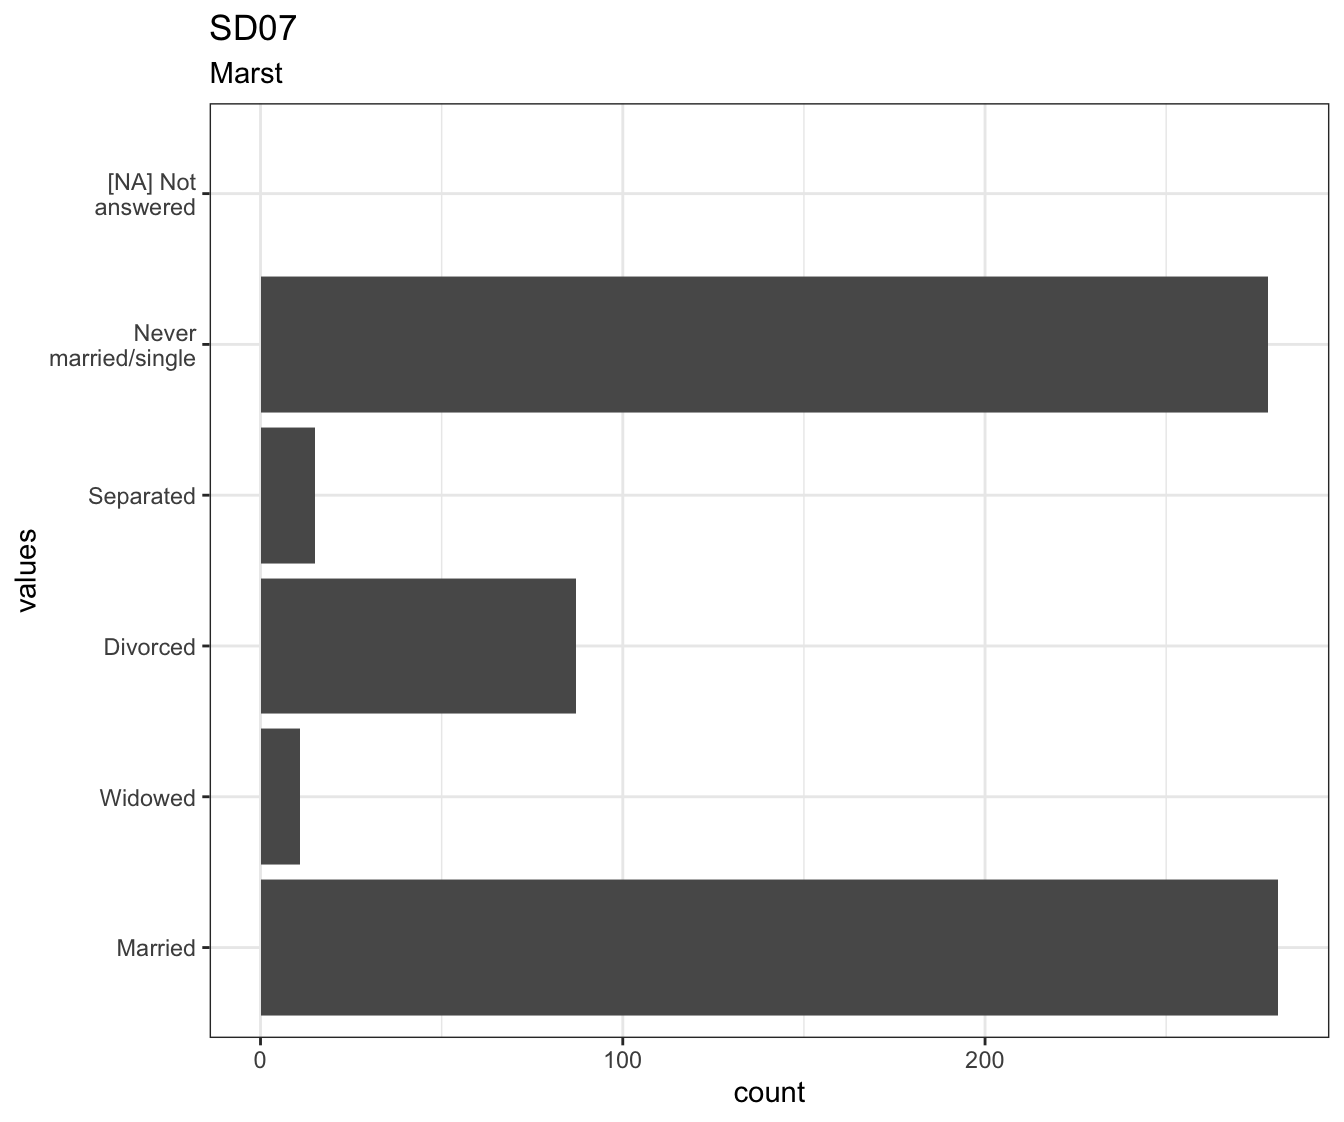 SD07
Marst
[NA] Not
answered
Never
married/single
Separated
Divorced
Widowed
Married
values
0 100 200
count